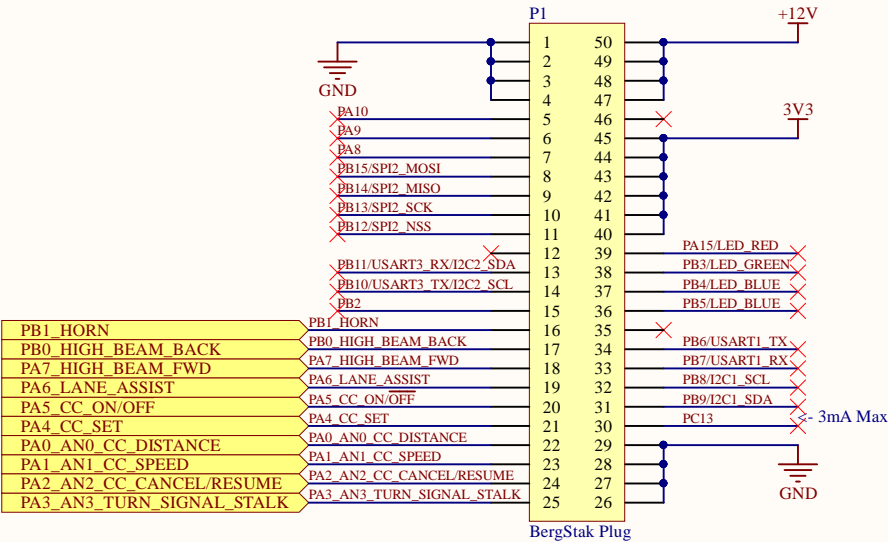 P1
+12V
1 50
2 49
3 48
GND
4 47
PA10 5 46
3V3
PA9 6 45
PA8 7 44
PB15/SPI2_MOSI 8 43
PB14/SPI2_MISO 9 42
PB13/SPI2_SCK 10 41
PB12/SPI2_NSS 11 40
12 39 PA15/LED_RED
PB11/USART3_RX/I2C2_SDA 13 38 PB3/LED_GREEN
PB10/USART3_TX/I2C2_SCL 14 37 PB4/LED_BLUE
PB2 15 36 PB5/LED_BLUE
PB1_HORN PB1_HORN 16 35
PB0_HIGH_BEAM_BACK PB0_HIGH_BEAM_BACK 17 34 PB6/USART1_TX
PA7_HIGH_BEAM_FWD PA7_HIGH_BEAM_FWD 18 33 PB7/USART1_RX
PA6_LANE_ASSIST PA6_LANE_ASSIST 19 32 PB8/I2C1_SCL
PA5_CC_ON/OFF PA5_CC_ON/OFF 20 31 PB9/I2C1_SDA
PA4_CC_SET PA4_CC_SET 21 30 PC13 <- 3mA Max
PA0_AN0_CC_DISTANCE PA0_AN0_CC_DISTANCE 22 29
PA1_AN1_CC_SPEED PA1_AN1_CC_SPEED 23 28
PA2_AN2_CC_CANCEL/RESUME PA2_AN2_CC_CANCEL/RESUME 24 27
GND
PA3_AN3_TURN_SIGNAL_STALK PA3_AN3_TURN_SIGNAL_STALK 25 26
BergStak Plug